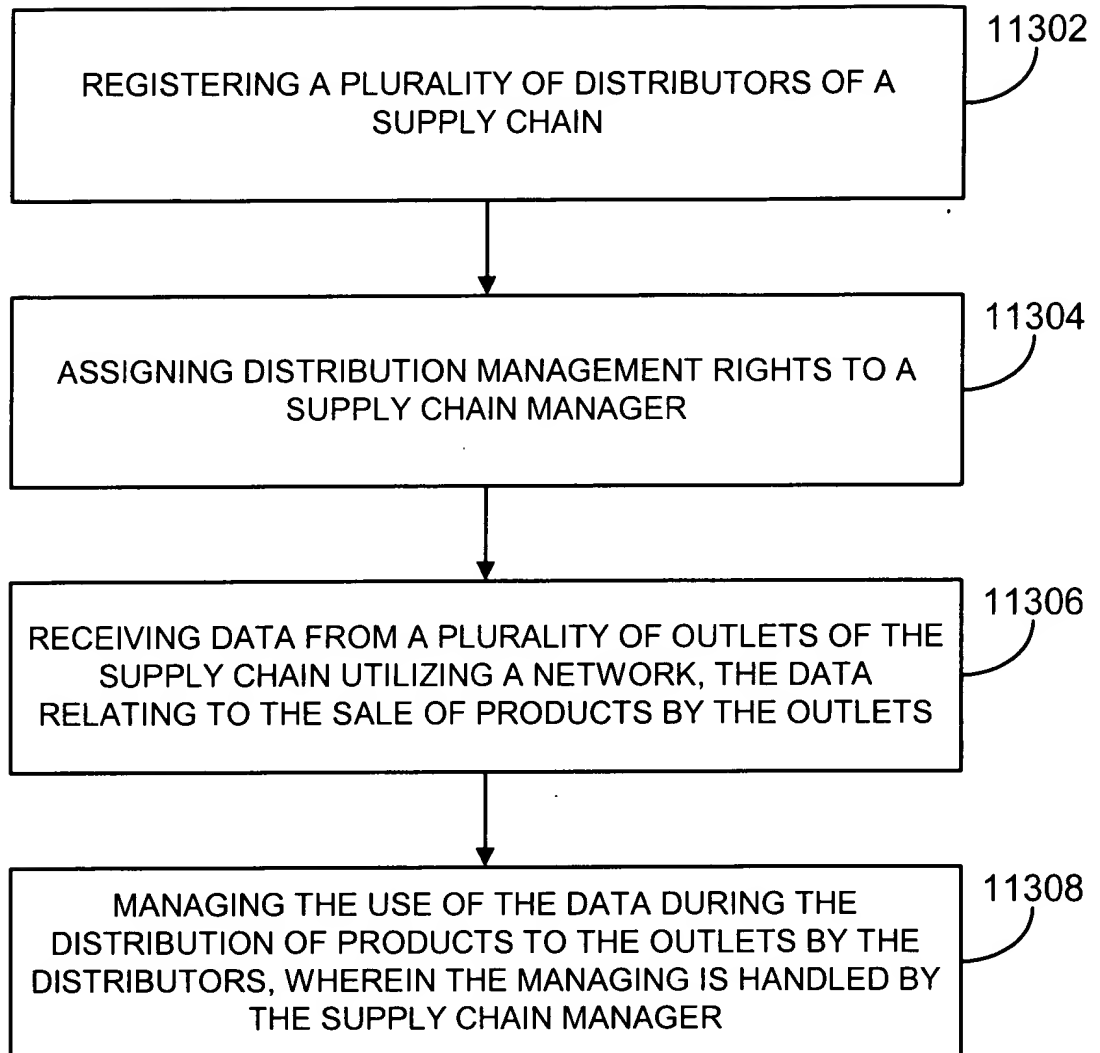 11302
REGISTERING A PLURALITY OF DISTRIBUTORS OF A
SUPPLY CHAIN
11304
ASSIGNING DISTRIBUTION MANAGEMENT RIGHTS TO A
SUPPLY CHAIN MANAGER
11306
RECEIVING DATA FROM A PLURALITY OF OUTLETS OF THE
SUPPLY CHAIN UTILIZING A NETWORK, THE DATA
RELATING TO THE SALE OF PRODUCTS BY THE OUTLETS
11308
MANAGING THE USE OF THE DATA DURING THE
DISTRIBUTION OF PRODUCTS TO THE OUTLETS BY THE
DISTRIBUTORS, WHEREIN THE MANAGING IS HANDLED BY
THE SUPPLY CHAIN MANAGER